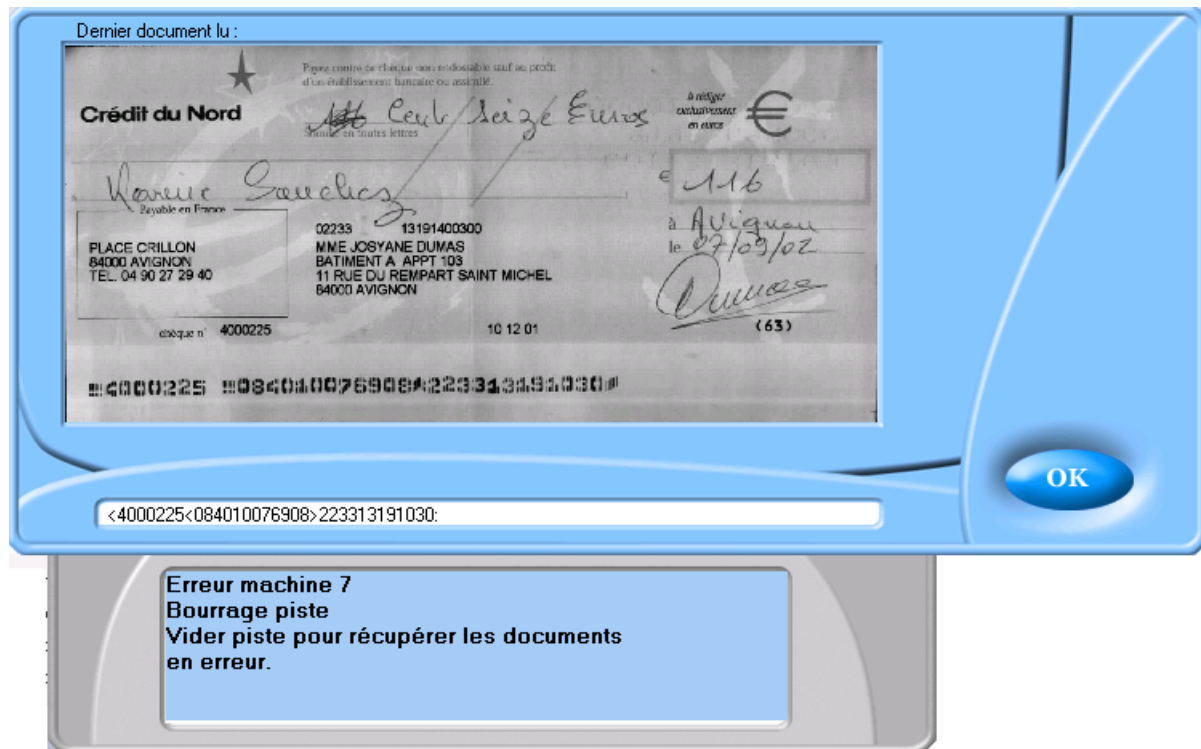 Dernier document lu :
Payez contre ce chèque non endossable sauf au profit
d'un établissement bancaire ou assimilé.
Crédit du Nord
Cent Seize Euros
à rédiger
exclusivement
en euros
€
Somme en toutes lettres
Karine Sanchez
€ 116
Payable en France
à Avignon
le 07/09/02
02233 13191400300
PLACE CRILLON
84000 AVIGNON
TEL. 04 90 27 29 40
MME JOSYANE DUMAS
BATIMENT A APPT 103
11 RUE DU REMPART SAINT MICHEL
84000 AVIGNON
Dumas
chèque n° 4000225
10 12 01
(63)
4000225 084010076908 223313191030
OK
<4000225<084010076908>223313191030:
Erreur machine 7
Bourrage piste
Vider piste pour récupérer les documents
en erreur.